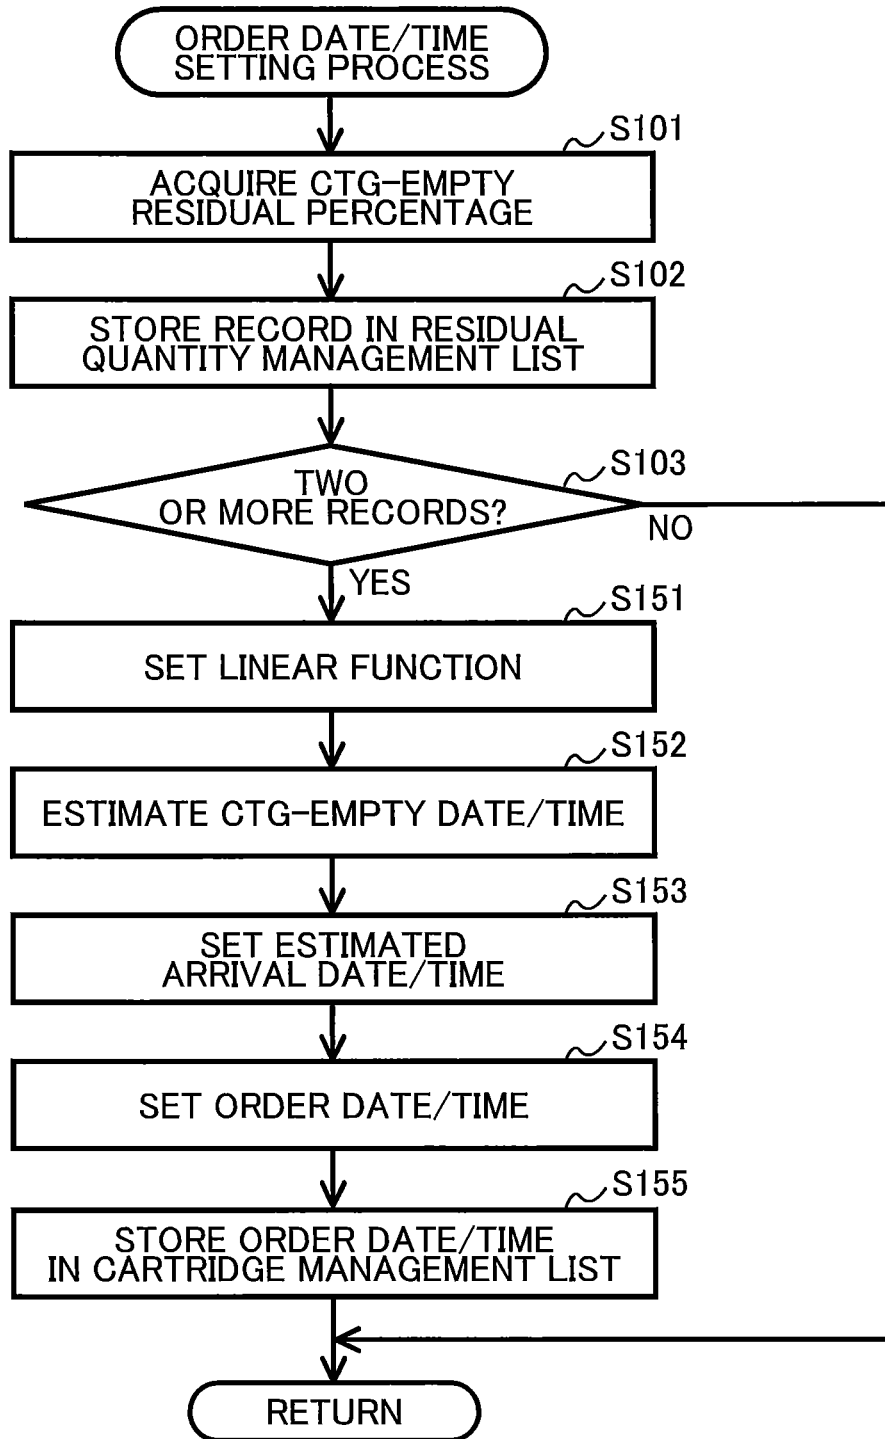 ORDER DATE/TIME
SETTING PROCESS
S101
ACQUIRE CTG-EMPTY
RESIDUAL PERCENTAGE
S102
STORE RECORD IN RESIDUAL
QUANTITY MANAGEMENT LIST
S103
TWO
OR MORE RECORDS?
NO
YES
S151
SET LINEAR FUNCTION
S152
ESTIMATE CTG-EMPTY DATE/TIME
S153
SET ESTIMATED
ARRIVAL DATE/TIME
S154
SET ORDER DATE/TIME
S155
STORE ORDER DATE/TIME
IN CARTRIDGE MANAGEMENT LIST
RETURN